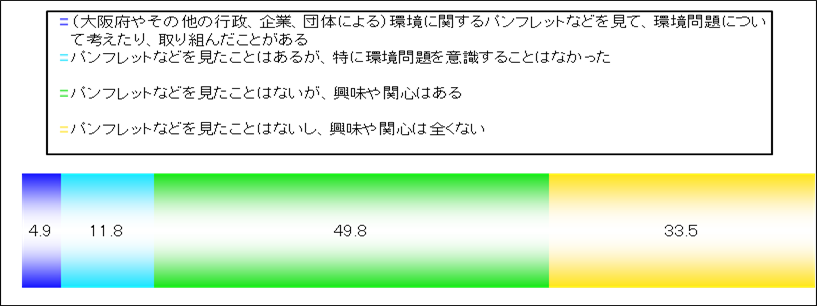 (大阪府やその他の行政、企業、団体による)環境に関するパンフレットなどを見て、環境問題につい
て考えたり、取り組んだことがある
パンフレットなどを見たことはあるが、特に環境問題を意識することはなかった
パンフレットなどを見たことはないが、興味や関心はある
パンフレットなどを見たことはないし、興味や関心は全くない
4.9 11.8 49.8 33.5